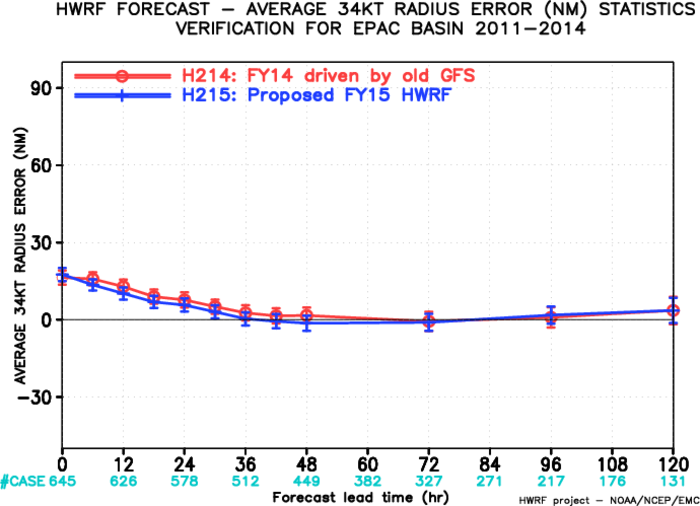 HWRF FORECAST – AVERAGE 34KT RADIUS ERROR (NM) STATISTICS
VERIFICATION FOR EPAC BASIN 2011–2014
H214: FY14 driven by old GFS
H215: Proposed FY15 HWRF
AVERAGE 34KT RADIUS ERROR (NM)
90
60
30
0
–30
0 12 24 36 48 60 72 84 96 108 120
#CASE 645 626 578 512 449 382 327 271 217 176 131
Forecast lead time (hr)
HWRF project – NOAA/NCEP/EMC